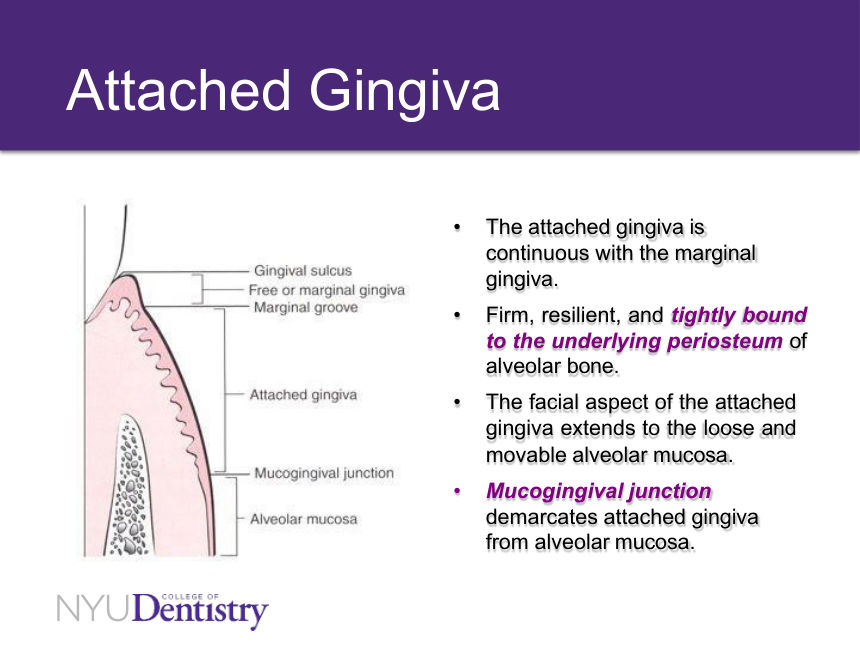 Attached Gingiva
Gingival sulcus
Free or marginal gingiva
Marginal groove
Attached gingiva
Mucogingival junction
Alveolar mucosa
• The attached gingiva is
continuous with the marginal
gingiva.
• Firm, resilient, and tightly bound
to the underlying periosteum of
alveolar bone.
• The facial aspect of the attached
gingiva extends to the loose and
movable alveolar mucosa.
• Mucogingival junction
demarcates attached gingiva
from alveolar mucosa.
COLLEGE OF
NYU Dentistry